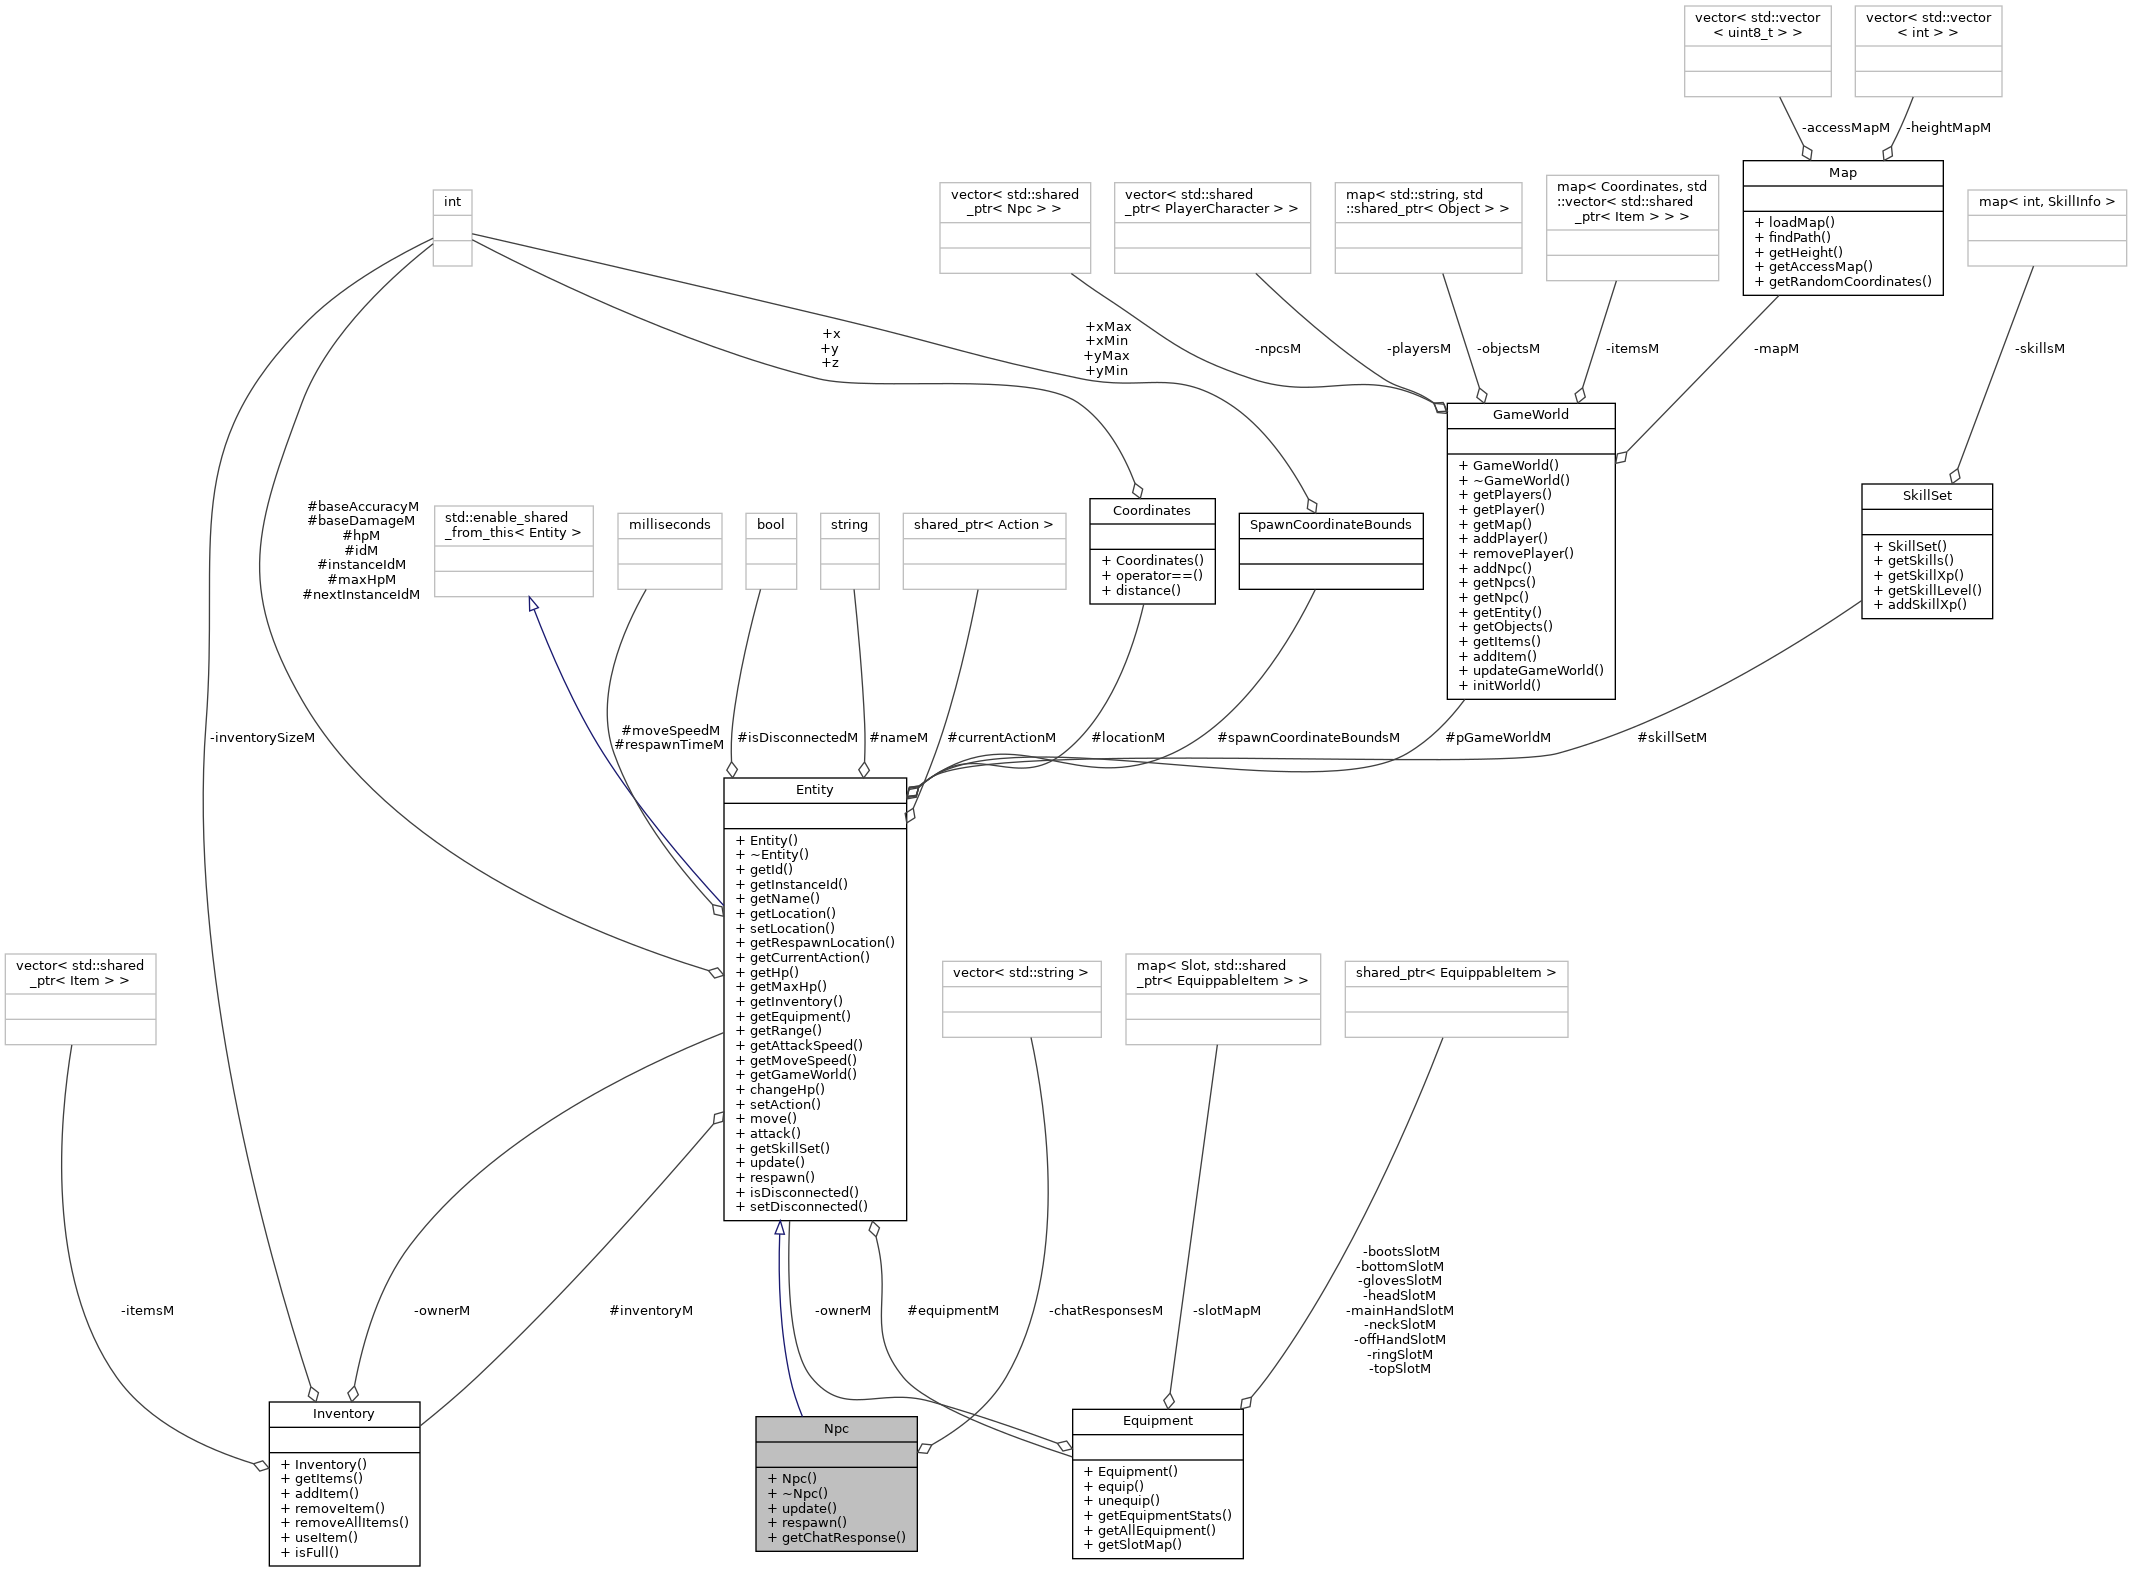 vector< std::vector
< uint8_t > >
vector< std::vector
< int > >
-accessMapM
-heightMapM
Map
+ loadMap()
+ findPath()
+ getHeight()
+ getAccessMap()
+ getRandomCoordinates()
int
vector< std::shared
_ptr< Npc > >
vector< std::shared
_ptr< PlayerCharacter > >
map< std::string, std
::shared_ptr< Object > >
map< Coordinates, std
::vector< std::shared
_ptr< Item > > >
map< int, SkillInfo >
+x
+y
+z
+xMax
+xMin
+yMax
+yMin
-npcsM
-playersM
-objectsM
-itemsM
-mapM
-skillsM
GameWorld
+ GameWorld()
+ ~GameWorld()
+ getPlayers()
+ getPlayer()
+ getMap()
+ addPlayer()
+ removePlayer()
+ addNpc()
+ getNpcs()
+ getNpc()
+ getEntity()
+ getObjects()
+ getItems()
+ addItem()
+ updateGameWorld()
+ initWorld()
SkillSet
+ SkillSet()
+ getSkills()
+ getSkillXp()
+ getSkillLevel()
+ addSkillXp()
#baseAccuracyM
#baseDamageM
#hpM
#idM
#instanceIdM
#maxHpM
#nextInstanceIdM
std::enable_shared
_from_this< Entity >
milliseconds
bool
string
shared_ptr< Action >
Coordinates
+ Coordinates()
+ operator==()
+ distance()
SpawnCoordinateBounds
-inventorySizeM
#moveSpeedM
#respawnTimeM
#isDisconnectedM
#nameM
#currentActionM
#locationM
#spawnCoordinateBoundsM
#pGameWorldM
#skillSetM
Entity
+ Entity()
+ ~Entity()
+ getId()
+ getInstanceId()
+ getName()
+ getLocation()
+ setLocation()
+ getRespawnLocation()
+ getCurrentAction()
+ getHp()
+ getMaxHp()
+ getInventory()
+ getEquipment()
+ getRange()
+ getAttackSpeed()
+ getMoveSpeed()
+ getGameWorld()
+ changeHp()
+ setAction()
+ move()
+ attack()
+ getSkillSet()
+ update()
+ respawn()
+ isDisconnected()
+ setDisconnected()
vector< std::shared
_ptr< Item > >
vector< std::string >
map< Slot, std::shared
_ptr< EquippableItem > >
shared_ptr< EquippableItem >
-itemsM
-ownerM
#inventoryM
-ownerM
#equipmentM
-chatResponsesM
-slotMapM
-bootsSlotM
-bottomSlotM
-glovesSlotM
-headSlotM
-mainHandSlotM
-neckSlotM
-offHandSlotM
-ringSlotM
-topSlotM
Inventory
+ Inventory()
+ getItems()
+ addItem()
+ removeItem()
+ removeAllItems()
+ useItem()
+ isFull()
Npc
+ Npc()
+ ~Npc()
+ update()
+ respawn()
+ getChatResponse()
Equipment
+ Equipment()
+ equip()
+ unequip()
+ getEquipmentStats()
+ getAllEquipment()
+ getSlotMap()